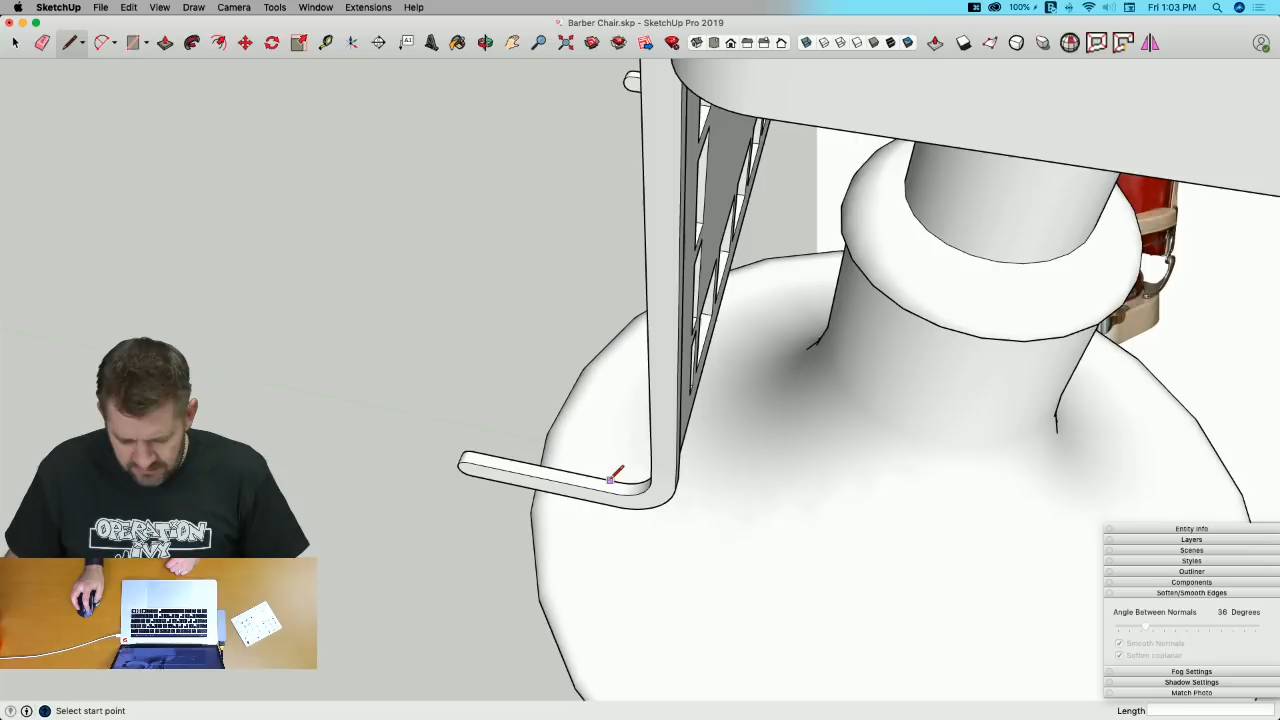 SketchUp File Edit View Draw Camera Tools Window Extensions Help
100% Fri 1:03 PM
Barber Chair.skp - SketchUp Pro 2019
OPERATION
IVY
Entity Info
Layers
Scenes
Styles
Outliner
Components
Soften/Smooth Edges
Angle Between Normals 36 Degrees
Smooth Normals
Soften coplanar
Fog Settings
Shadow Settings
Match Photo
Select start point
Length